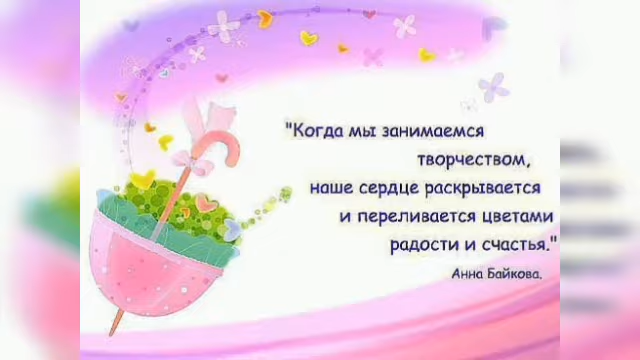 "Когда мы занимаемся
творчеством,
наше сердце раскрывается
и переливается цветами
радости и счастья."
Анна Байкова.